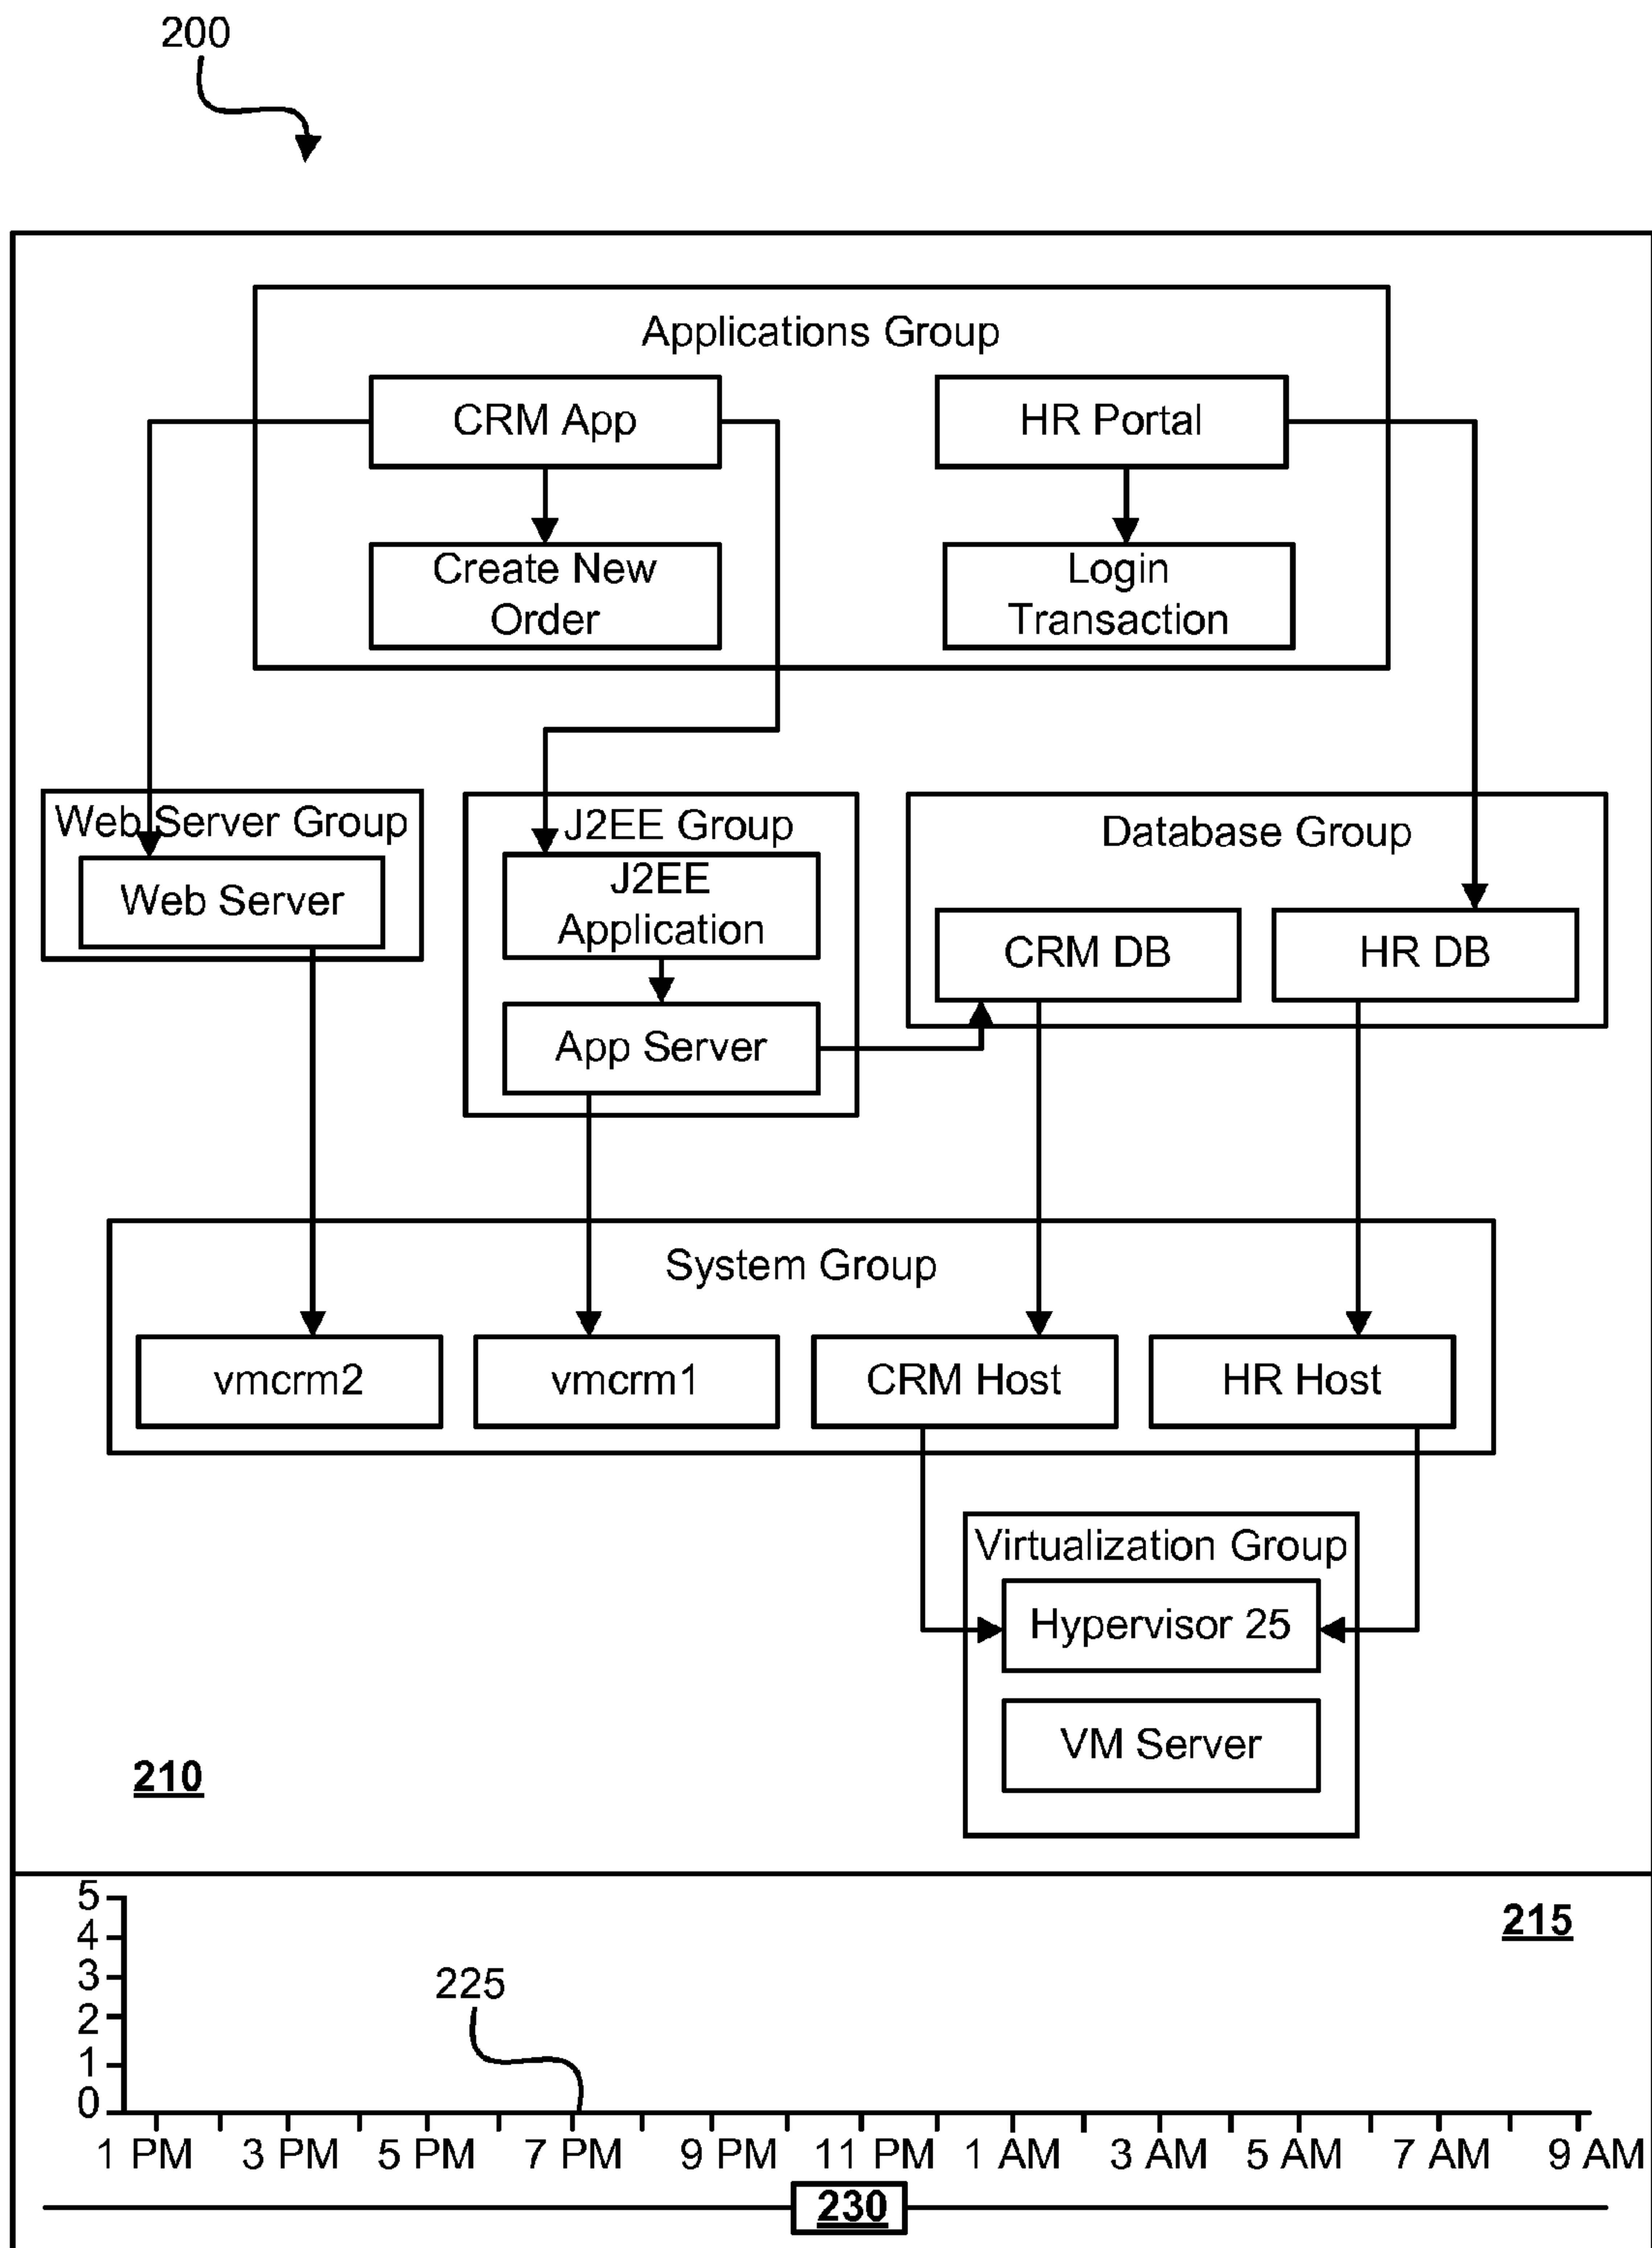 200
Applications Group
CRM App
HR Portal
Create New
Order
Login
Transaction
Web Server Group
Web Server
J2EE Group
J2EE
Application
App Server
Database Group
CRM DB
HR DB
System Group
vmcrm2
vmcrm1
CRM Host
HR Host
Virtualization Group
Hypervisor 25
VM Server
210
215
5
4
3
2
1
0
225
1 PM 3 PM 5 PM 7 PM 9 PM 11 PM 1 AM 3 AM 5 AM 7 AM 9 AM
230